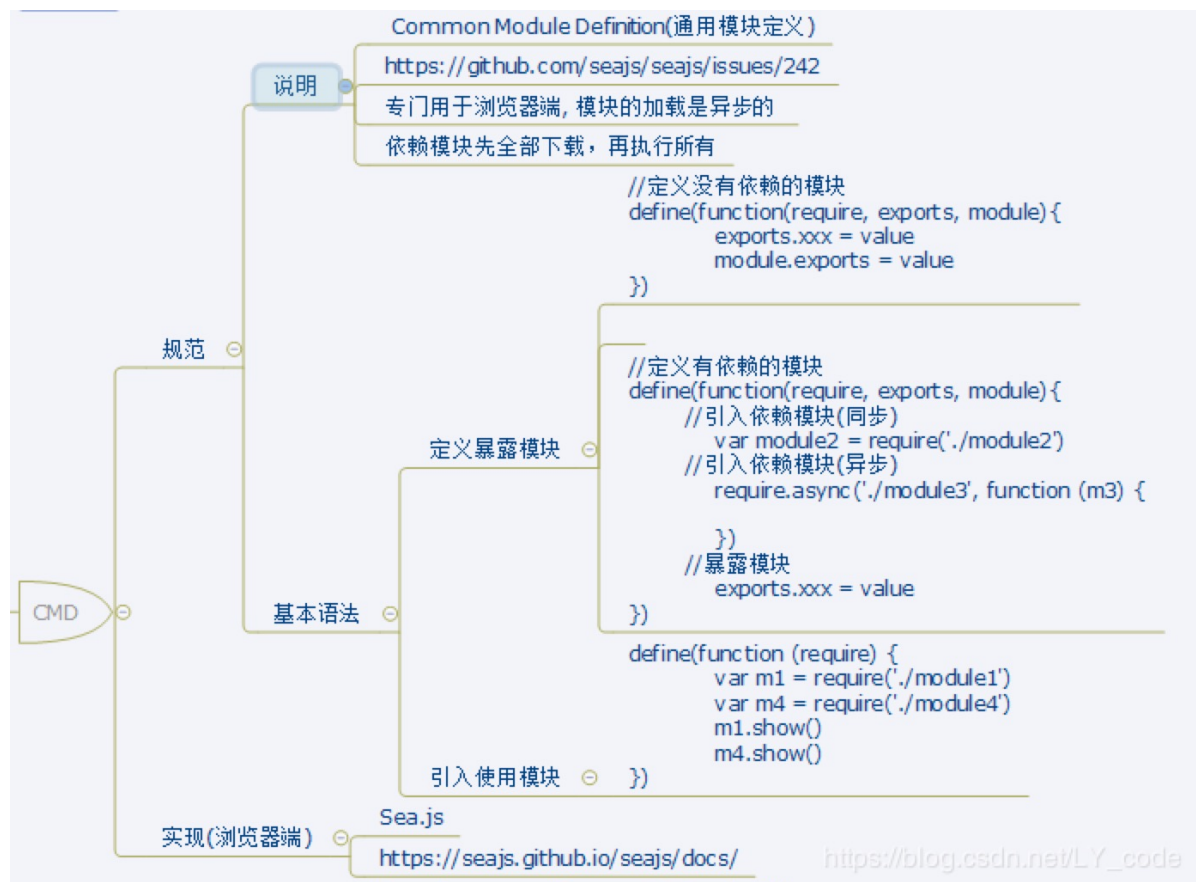 Common Module Definition(通用模块定义)
https://github.com/seajs/seajs/issues/242
说明
专门用于浏览器端, 模块的加载是异步的
依赖模块先全部下载，再执行所有
//定义没有依赖的模块
define(function(require, exports, module){
exports.xxx = value
module.exports = value
})
规范
//定义有依赖的模块
define(function(require, exports, module){
//引入依赖模块(同步)
var module2 = require('./module2')
//引入依赖模块(异步)
require.async('./module3', function (m3) {
})
//暴露模块
exports.xxx = value
})
定义暴露模块
CMD
基本语法
define(function (require) {
var m1 = require('./module1')
var m4 = require('./module4')
m1.show()
m4.show()
})
引入使用模块
实现(浏览器端)
Sea.js
https://seajs.github.io/seajs/docs/
https://blog.csdn.net/LY_code